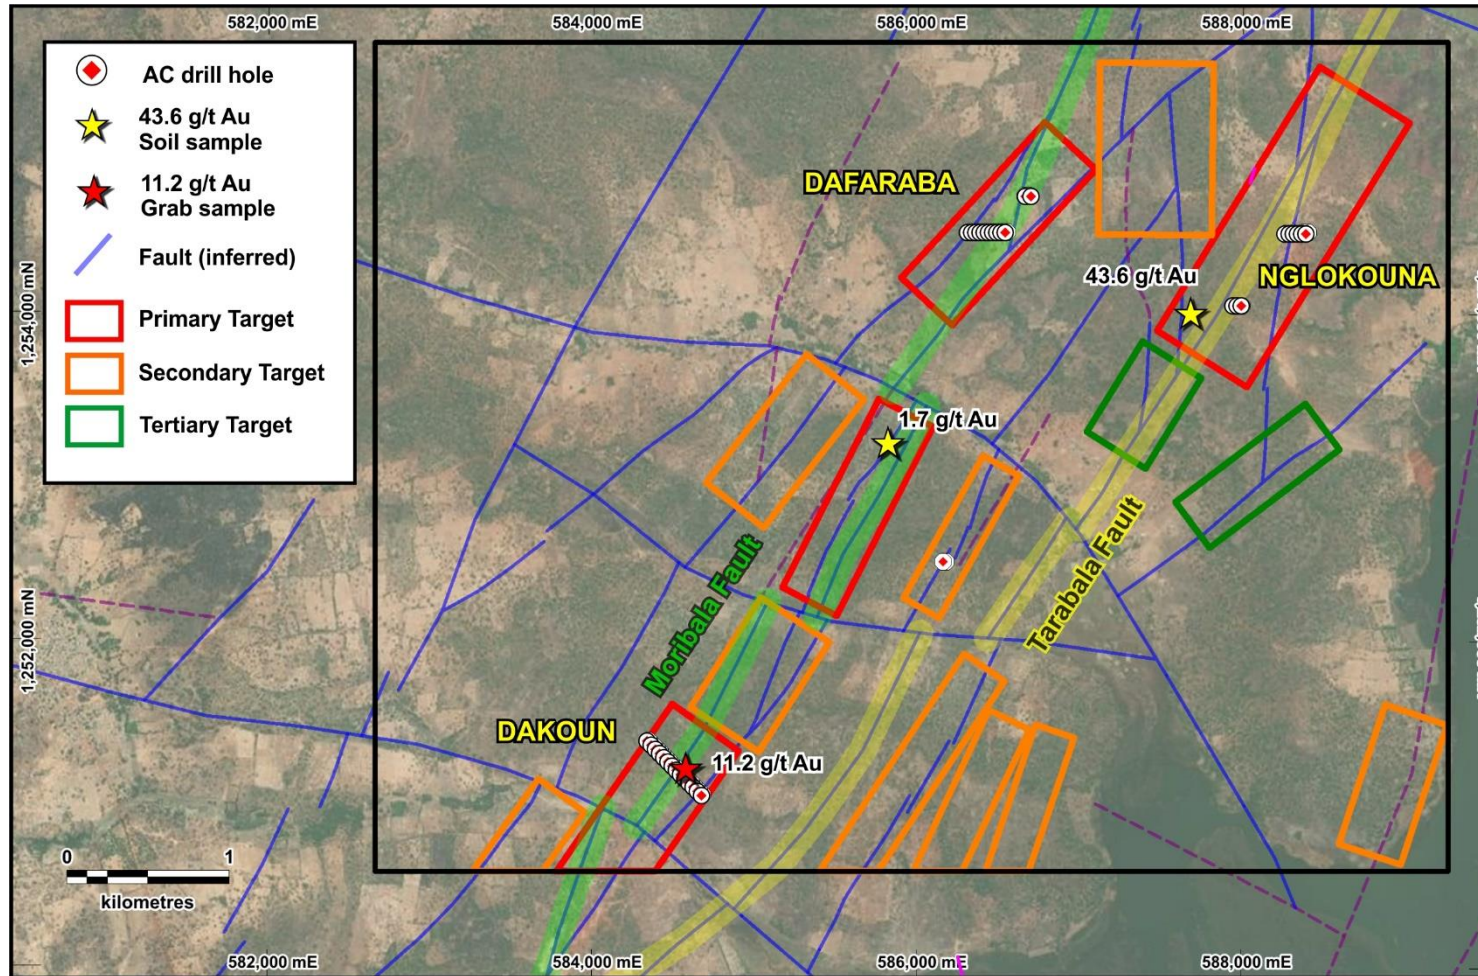 582,000 mE
584,000 mE
586,000 mE
588,000 mE
AC drill hole
43.6 g/t Au
Soil sample
11.2 g/t Au
Grab sample
Fault (inferred)
Primary Target
Secondary Target
Tertiary Target
1,254,000 mN
1,252,000 mN
DAFARABA
43.6 g/t Au
NGLOKOUNA
1.7 g/t Au
Moribala Fault
Tarabala Fault
DAKOUN
11.2 g/t Au
0
1
kilometres
582,000 mE
584,000 mE
586,000 mE
588,000 mE